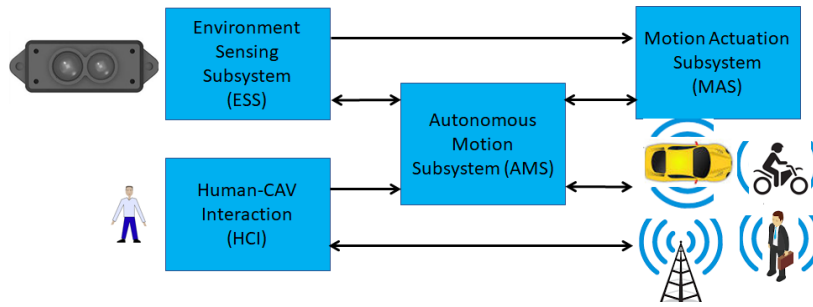 Environment
Sensing
Subsystem
(ESS)
Motion Actuation
Subsystem
(MAS)
Autonomous
Motion
Subsystem (AMS)
Human-CAV
Interaction
(HCI)